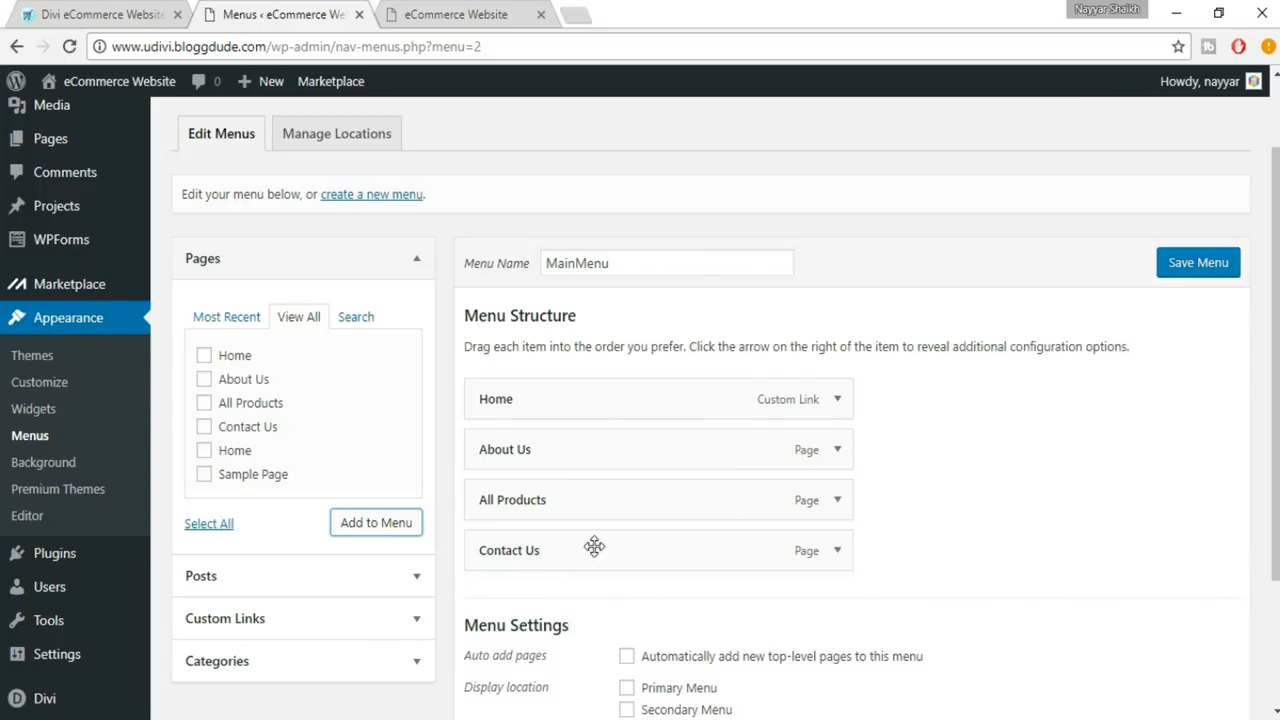 Divi eCommerce Website
Menus ‹ eCommerce We
eCommerce Website
Nayyar Shaikh
www.udivi.bloggdude.com/wp-admin/nav-menus.php?menu=2
eCommerce Website
0
New
Marketplace
Howdy, nayyar
Media
Pages
Comments
Projects
WPForms
Marketplace
Appearance
Themes
Customize
Widgets
Menus
Background
Premium Themes
Editor
Plugins
Users
Tools
Settings
Divi
Edit Menus
Manage Locations
Edit your menu below, or create a new menu.
Pages
Most Recent
View All
Search
Home
About Us
All Products
Contact Us
Home
Sample Page
Select All
Add to Menu
Posts
Custom Links
Categories
Menu Name
MainMenu
Save Menu
Menu Structure
Drag each item into the order you prefer. Click the arrow on the right of the item to reveal additional configuration options.
Home Custom Link
About Us Page
All Products Page
Contact Us Page
Menu Settings
Auto add pages
Automatically add new top-level pages to this menu
Display location
Primary Menu
Secondary Menu